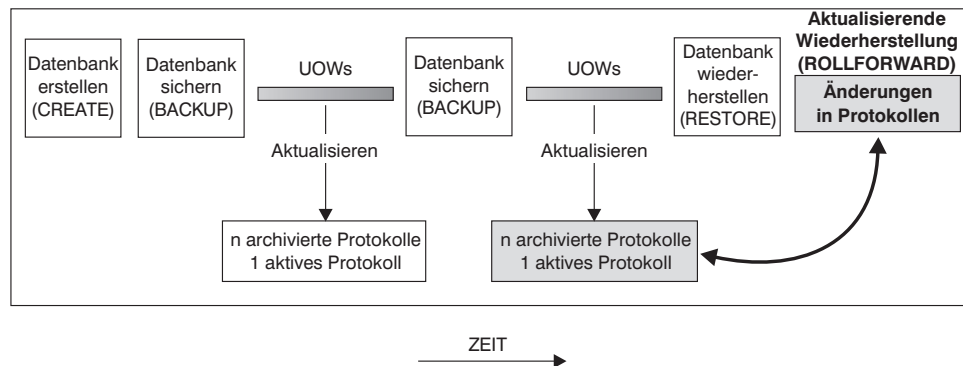 Datenbank
erstellen
(CREATE)
Datenbank
sichern
(BACKUP)
UOWs
Aktualisieren
n archivierte Protokolle
1 aktives Protokoll
Datenbank
sichern
(BACKUP)
UOWs
Aktualisieren
n archivierte Protokolle
1 aktives Protokoll
Datenbank
wieder-
herstellen
(RESTORE)
Aktualisierende
Wiederherstellung
(ROLLFORWARD)
Änderungen
in Protokollen
ZEIT